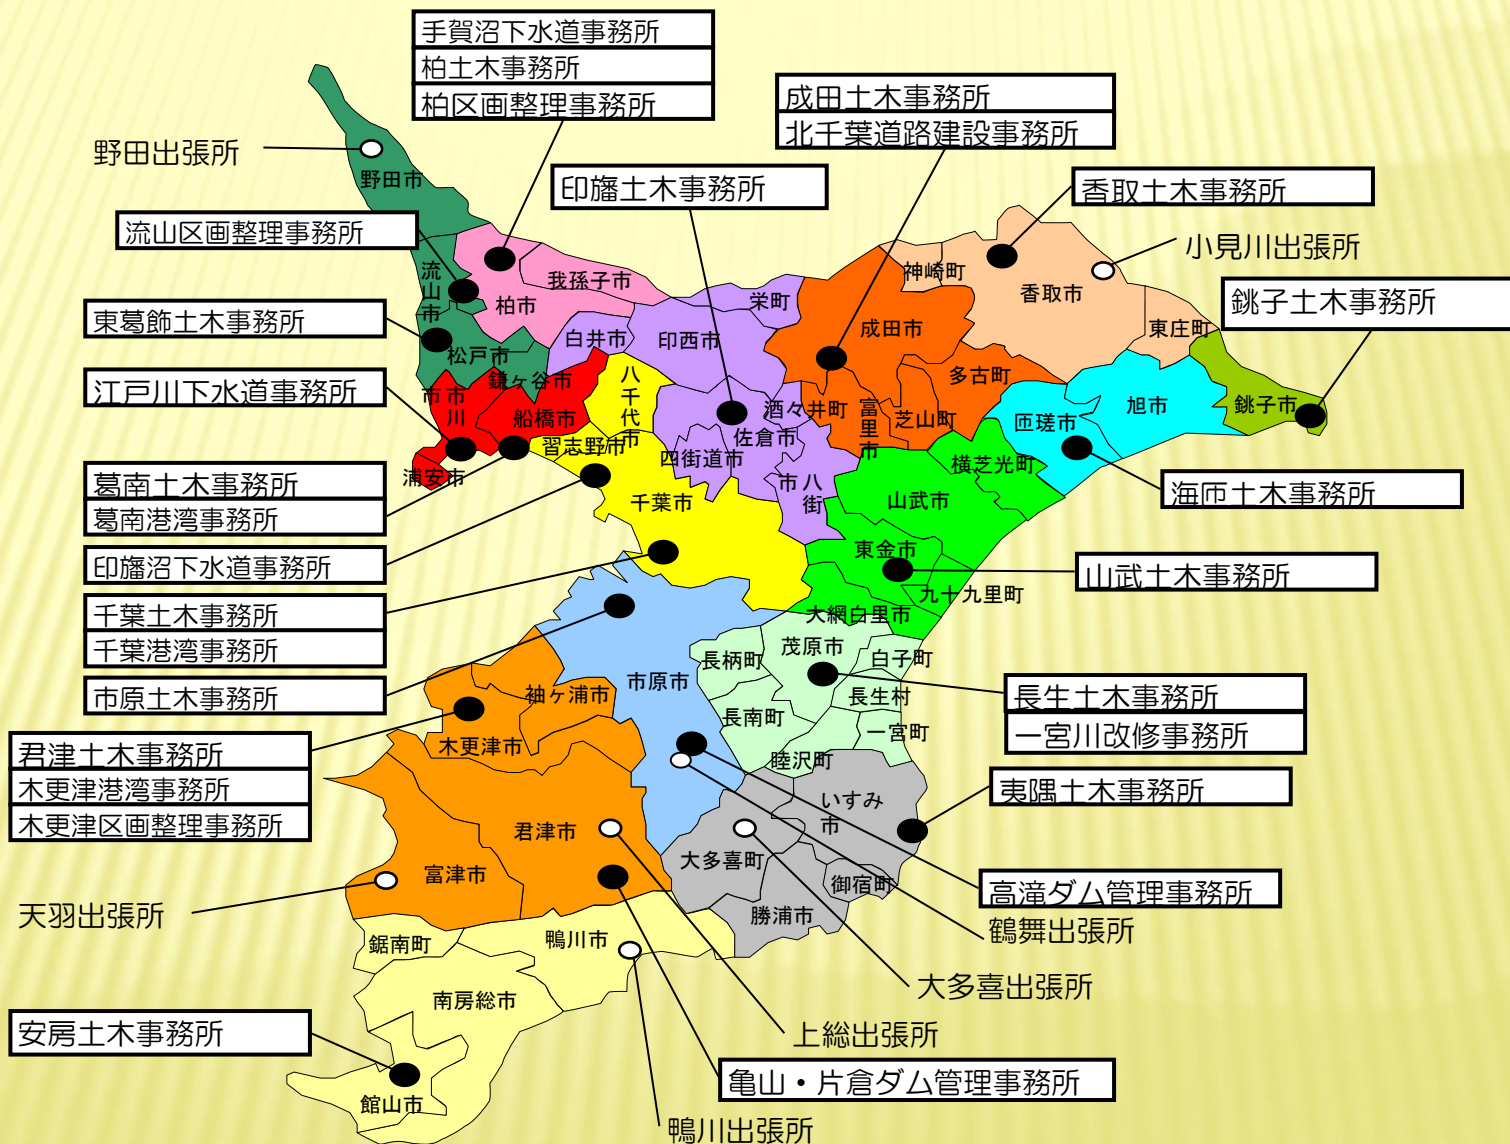 手賀沼下水道事務所
柏土木事務所
柏区画整理事務所
成田土木事務所
北千葉道路建設事務所
野田出張所
野田市
印旛土木事務所
香取土木事務所
流山区画整理事務所
小見川出張所
神崎町
香取市
流山市
我孫子市
柏市
栄町
成田市
東庄町
銚子土木事務所
東葛飾土木事務所
白井市
印西市
松戸市
鎌ヶ谷市
八千代市
多古町
江戸川下水道事務所
市川市
船橋市
酒々井町
富里市
芝山町
匝瑳市
旭市
銚子市
習志野市
佐倉市
四街道市
浦安市
八街市
横芝光町
葛南土木事務所
葛南港湾事務所
千葉市
山武市
海匝土木事務所
印旛沼下水道事務所
東金市
山武土木事務所
九十九里町
千葉土木事務所
千葉港湾事務所
大網白里市
市原土木事務所
長柄町
茂原市
白子町
市原市
袖ヶ浦市
長生村
長生土木事務所
一宮川改修事務所
長南町
一宮町
木更津市
睦沢町
君津土木事務所
木更津港湾事務所
木更津区画整理事務所
いすみ市
夷隅土木事務所
君津市
大多喜町
富津市
御宿町
高滝ダム管理事務所
天羽出張所
勝浦市
鶴舞出張所
鋸南町
鴨川市
大多喜出張所
南房総市
安房土木事務所
上総出張所
亀山・片倉ダム管理事務所
館山市
鴨川出張所